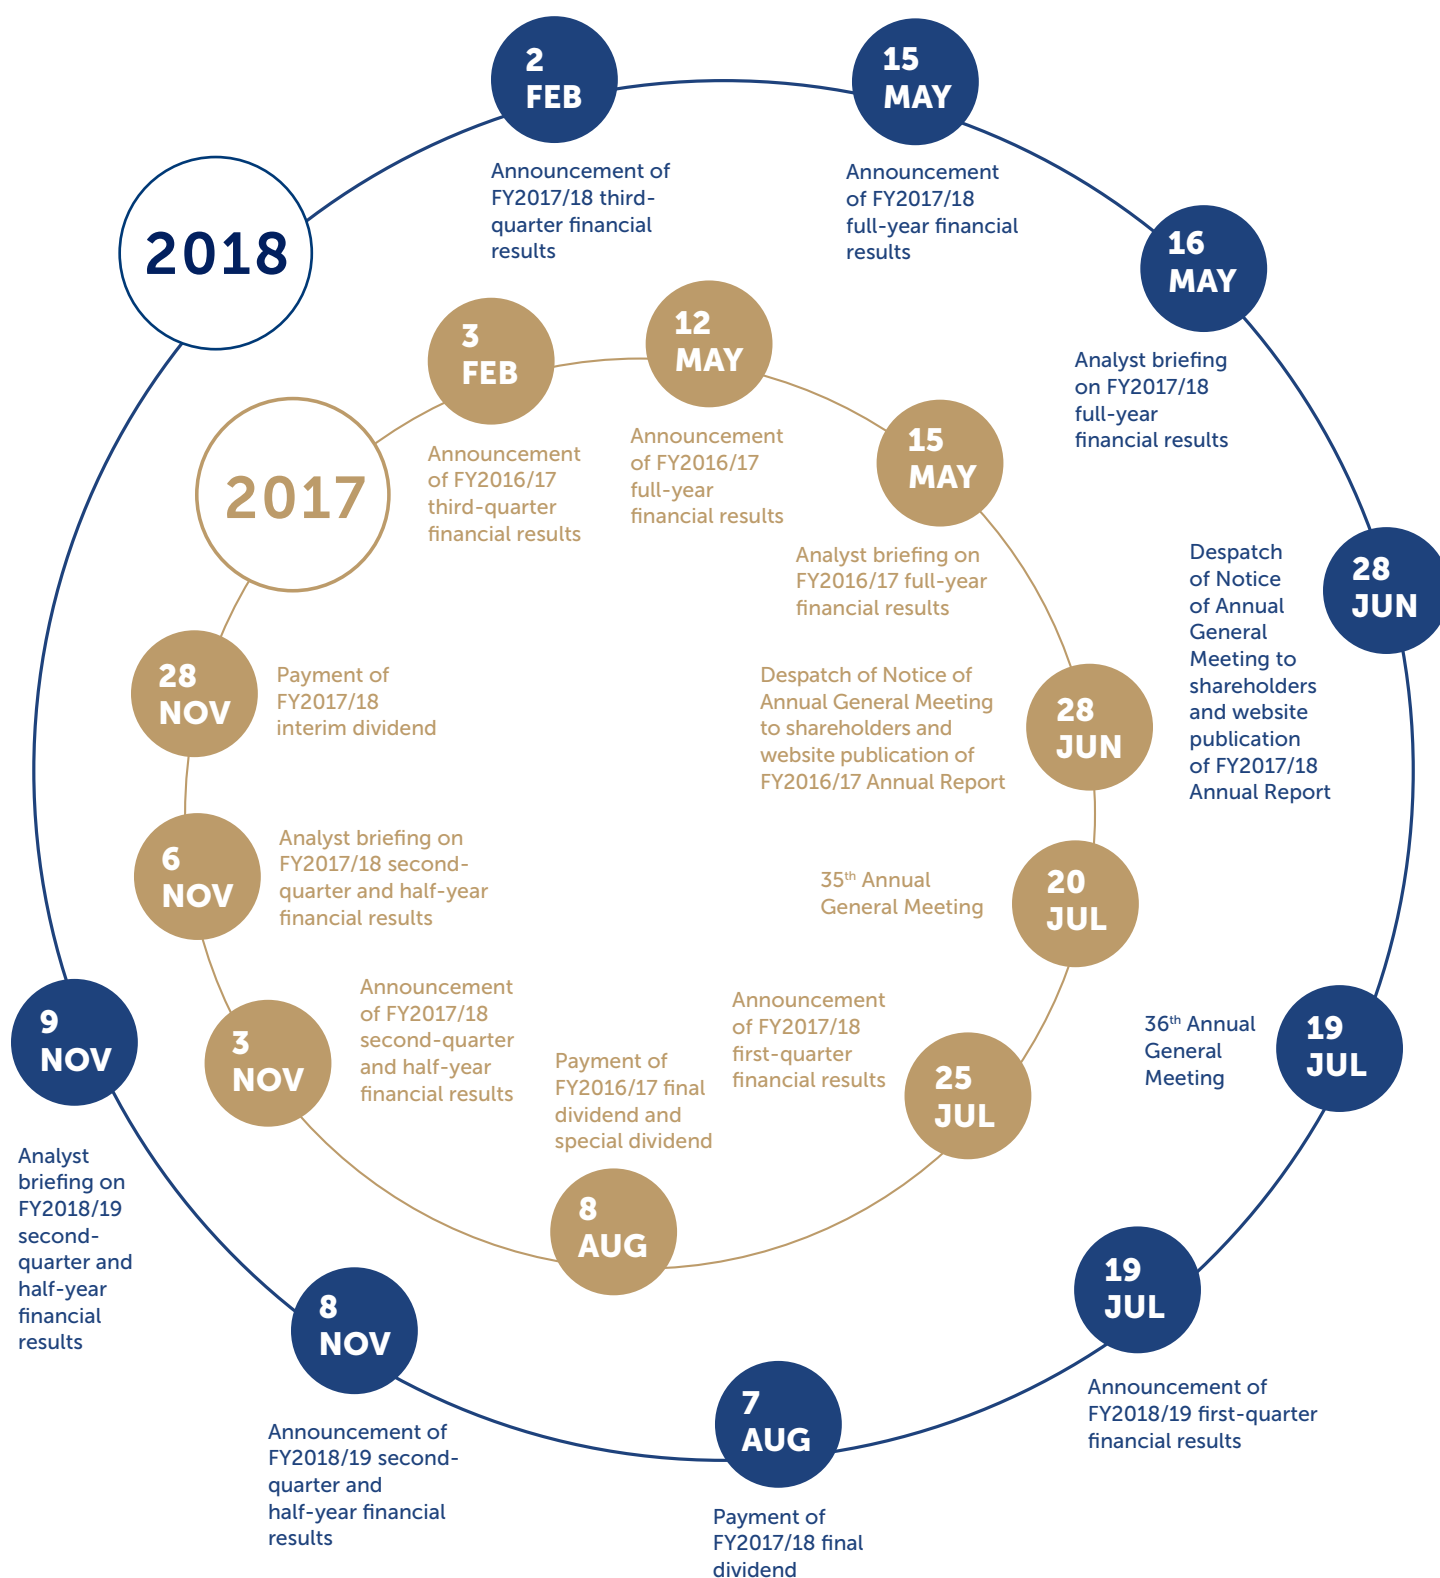 2018
2
FEB
Announcement of
FY2017/18 third-
quarter financial
results
15
MAY
Announcement
of FY2017/18
full-year financial
results
16
MAY
Analyst briefing
on FY2017/18
full-year
financial results
28
JUN
Despatch
of Notice
of Annual
General
Meeting to
shareholders
and website
publication
of FY2017/18
Annual Report
19
JUL
36th Annual
General
Meeting
19
JUL
Announcement of
FY2018/19 first-quarter
financial results
7
AUG
Payment of
FY2017/18 final
dividend
8
NOV
Announcement of
FY2018/19 second-
quarter and
half-year financial
results
9
NOV
Analyst
briefing on
FY2018/19
second-
quarter and
half-year
financial
results
2017
3
FEB
Announcement
of FY2016/17
third-quarter
financial results
12
MAY
Announcement
of FY2016/17
full-year
financial results
15
MAY
Analyst briefing on
FY2016/17 full-year
financial results
28
JUN
Despatch of Notice of
Annual General Meeting
to shareholders and
website publication of
FY2016/17 Annual Report
20
JUL
35th Annual
General Meeting
25
JUL
Announcement
of FY2017/18
first-quarter
financial results
8
AUG
Payment of
FY2016/17 final
dividend and
special dividend
3
NOV
Announcement
of FY2017/18
second-quarter
and half-year
financial results
6
NOV
Analyst briefing on
FY2017/18 second-
quarter and half-year
financial results
28
NOV
Payment of
FY2017/18
interim dividend